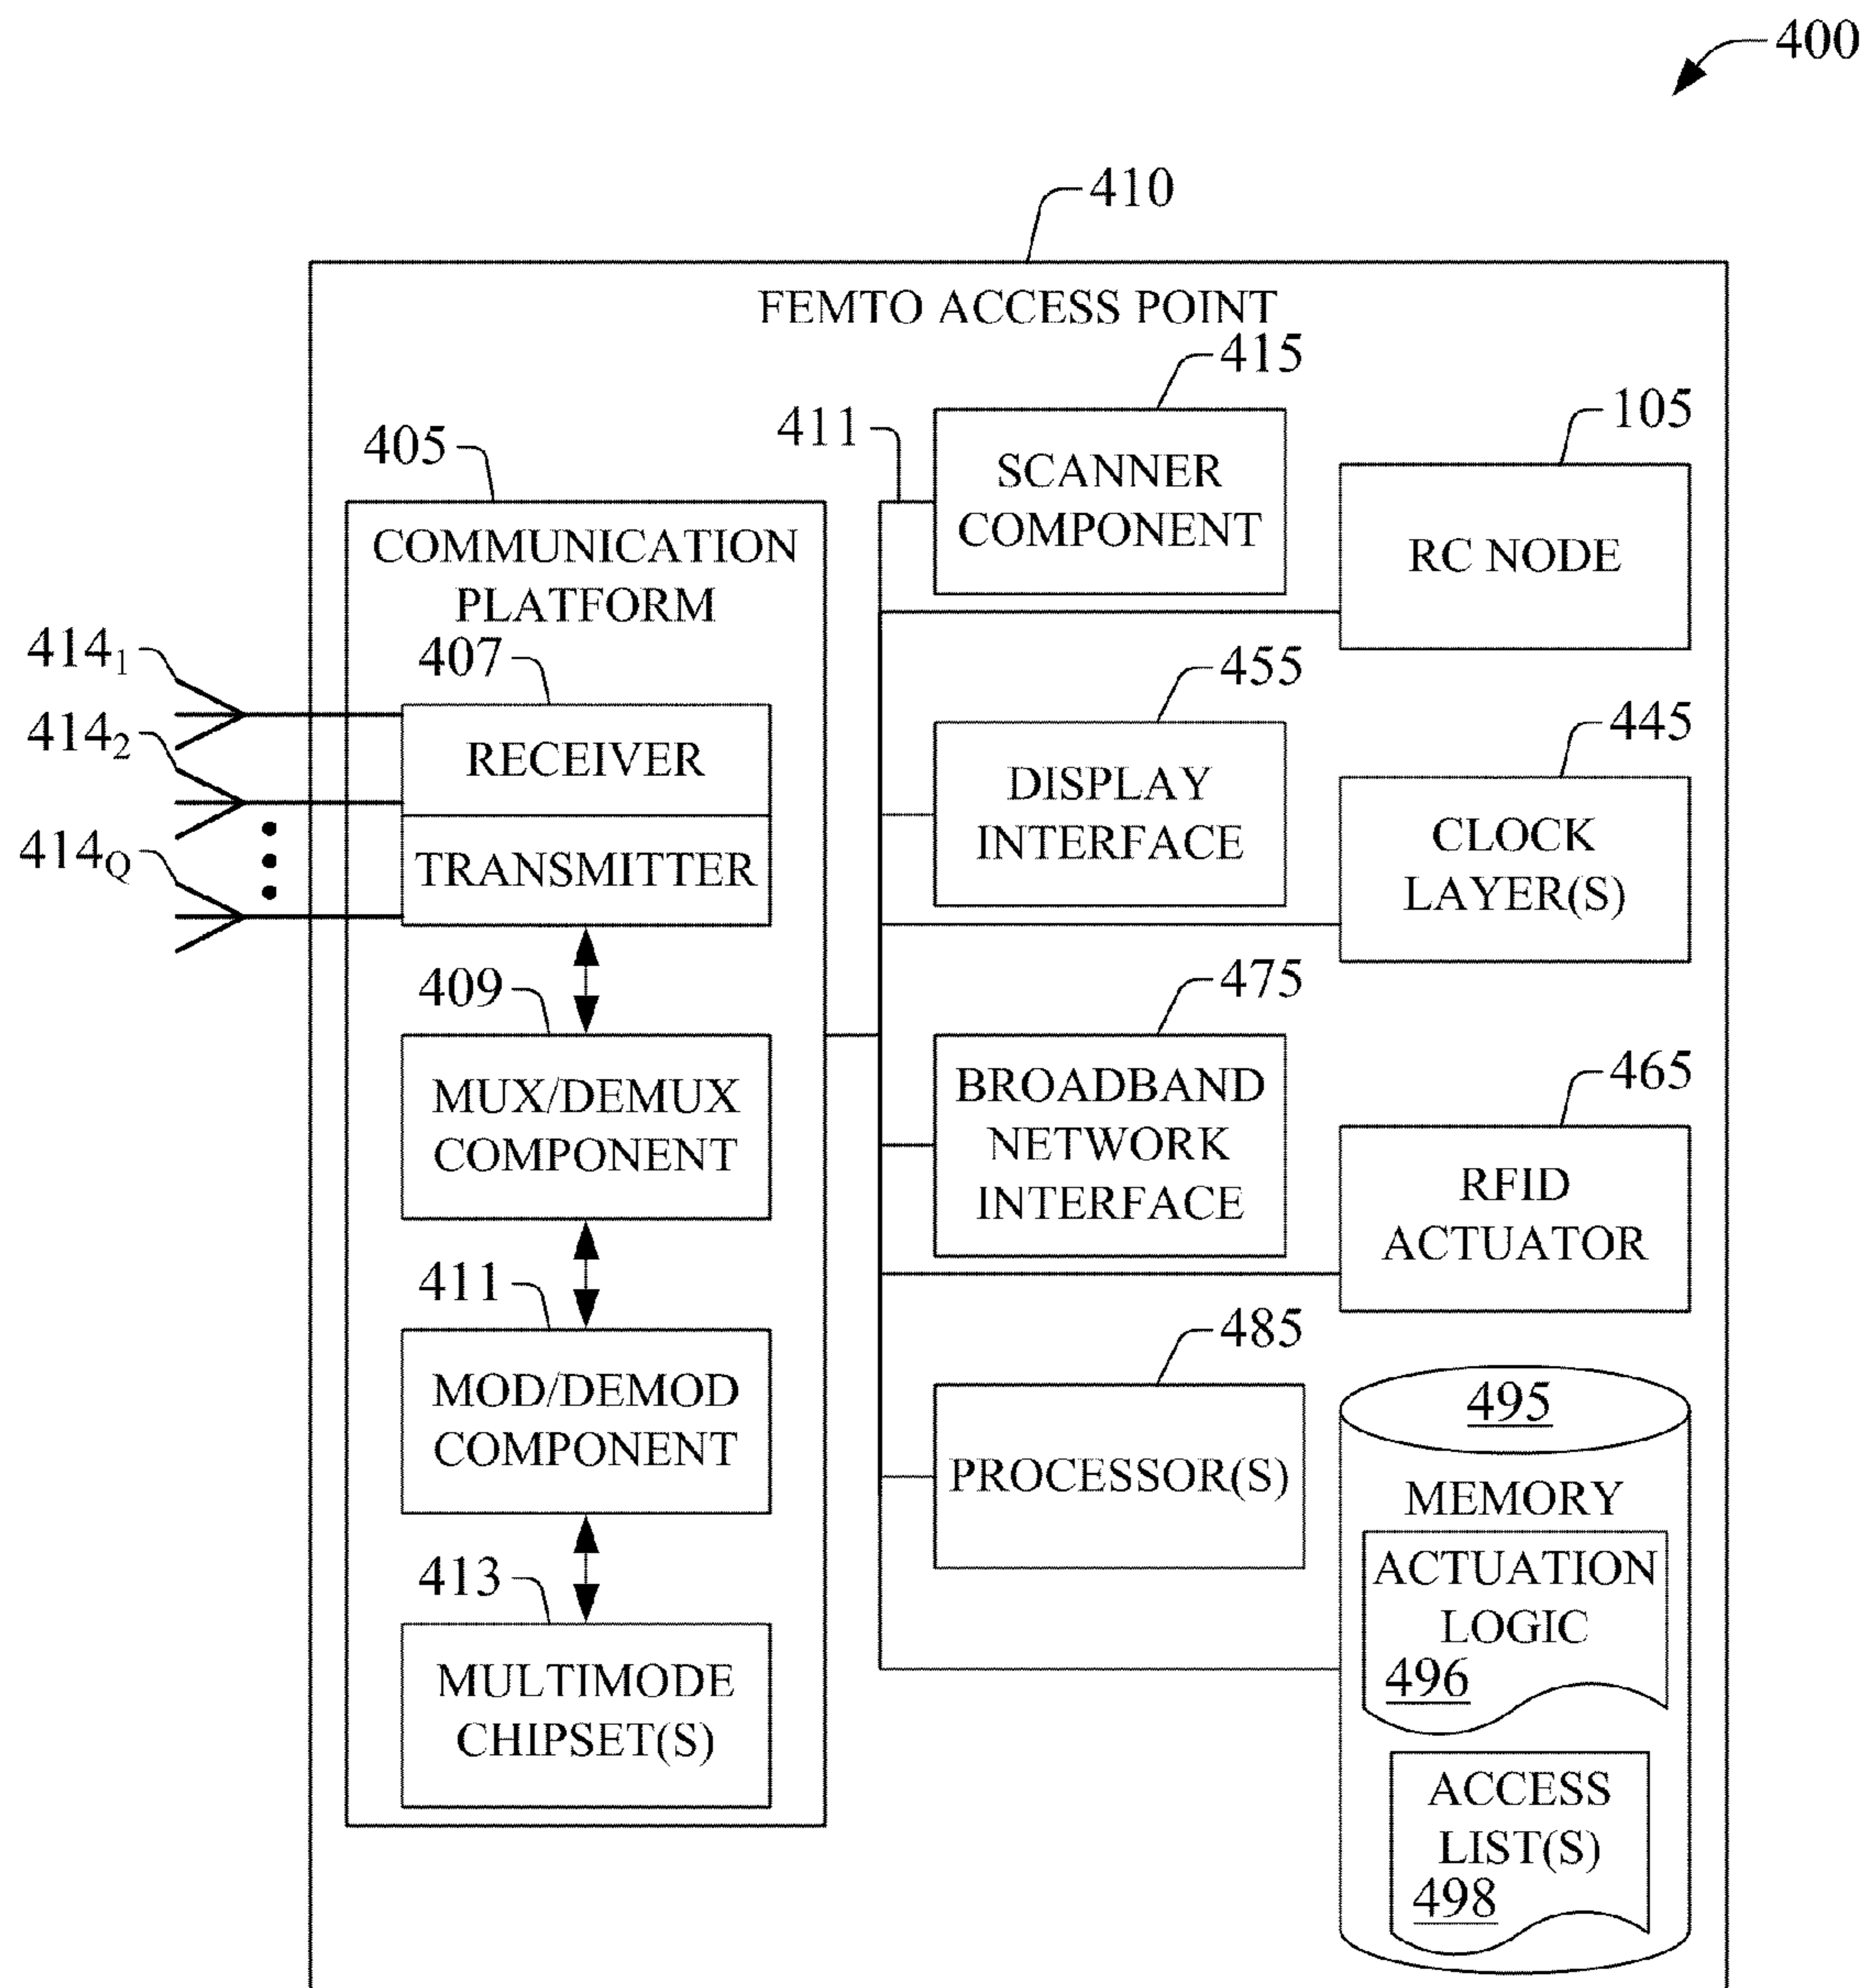 400
410
FEMTO ACCESS POINT
415
411
105
405
SCANNER
COMPONENT
RC NODE
COMMUNICATION
PLATFORM
414₁
407
455
414₂
RECEIVER
DISPLAY
INTERFACE
445
414Q
TRANSMITTER
CLOCK
LAYER(S)
409
475
MUX/DEMUX
COMPONENT
BROADBAND
NETWORK
INTERFACE
465
RFID
ACTUATOR
411
485
MOD/DEMOD
COMPONENT
PROCESSOR(S)
495
MEMORY
ACTUATION
LOGIC
496
413
MULTIMODE
CHIPSET(S)
ACCESS
LIST(S)
498